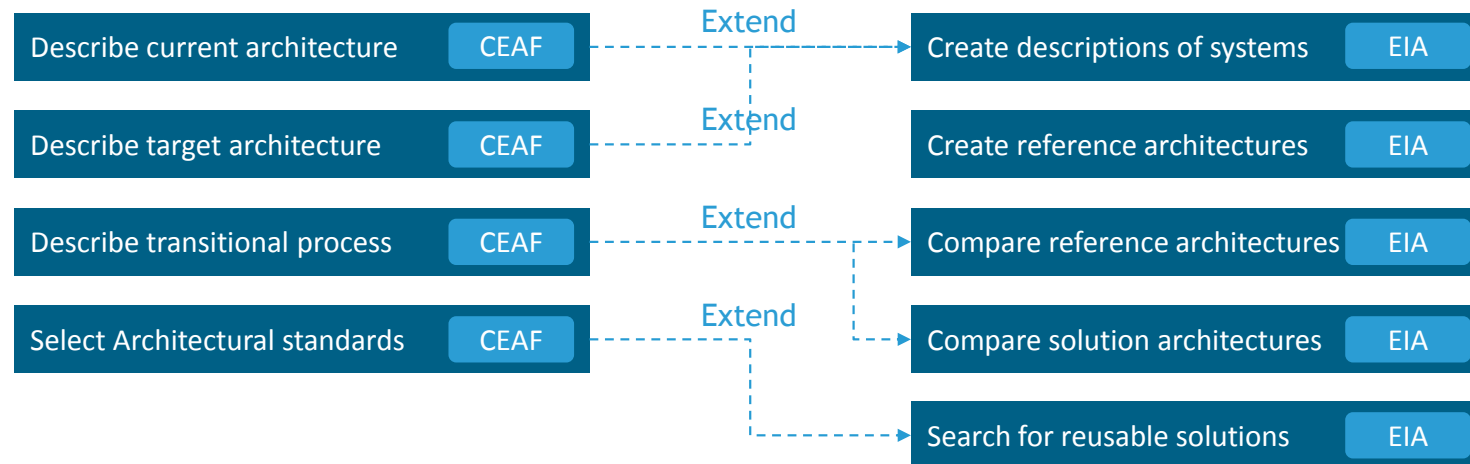 Extend
Describe current architecture CEAF
Create descriptions of systems EIA
Extend
Describe target architecture CEAF
Create reference architectures EIA
Extend
Describe transitional process CEAF
Compare reference architectures EIA
Extend
Select Architectural standards CEAF
Compare solution architectures EIA
Search for reusable solutions EIA